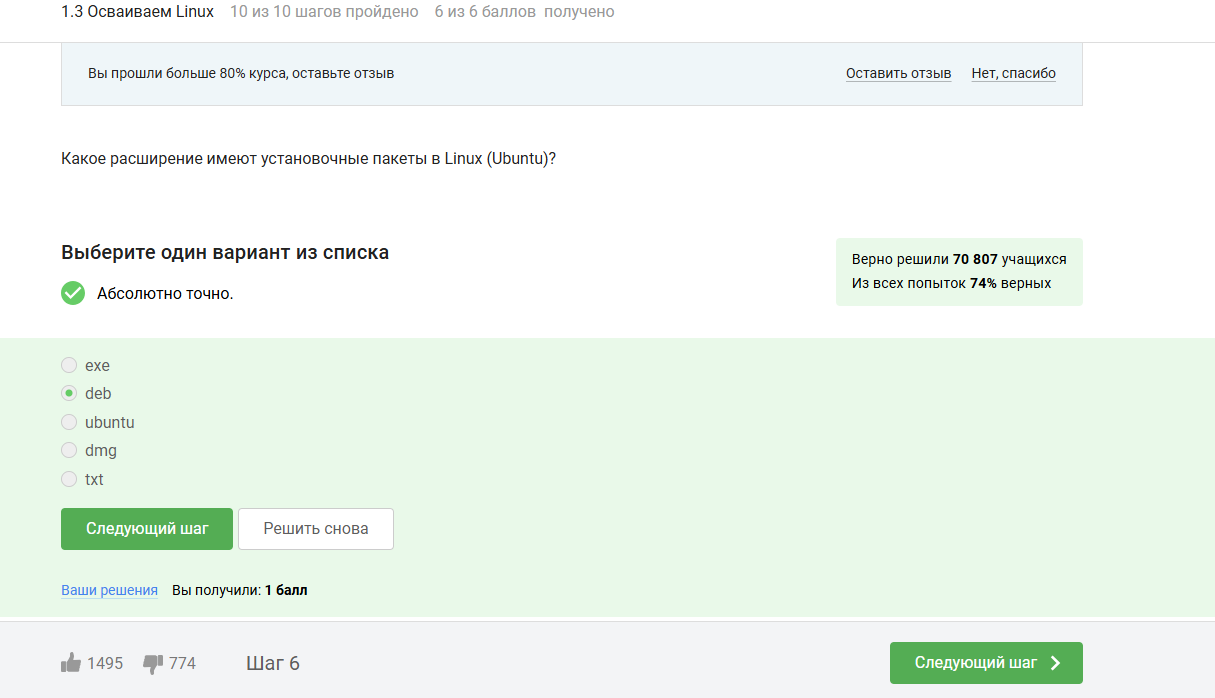 1.3 Осваиваем Linux 10 из 10 шагов пройдено 6 из 6 баллов получено
Вы прошли больше 80% курса, оставьте отзыв Оставить отзыв Нет, спасибо
Какое расширение имеют установочные пакеты в Linux (Ubuntu)?
Выберите один вариант из списка
Абсолютно точно.
Верно решили 70 807 учащихся
Из всех попыток 74% верных
exe
deb
ubuntu
dmg
txt
Следующий шаг Решить снова
Ваши решения Вы получили: 1 балл
1495 774 Шаг 6 Следующий шаг